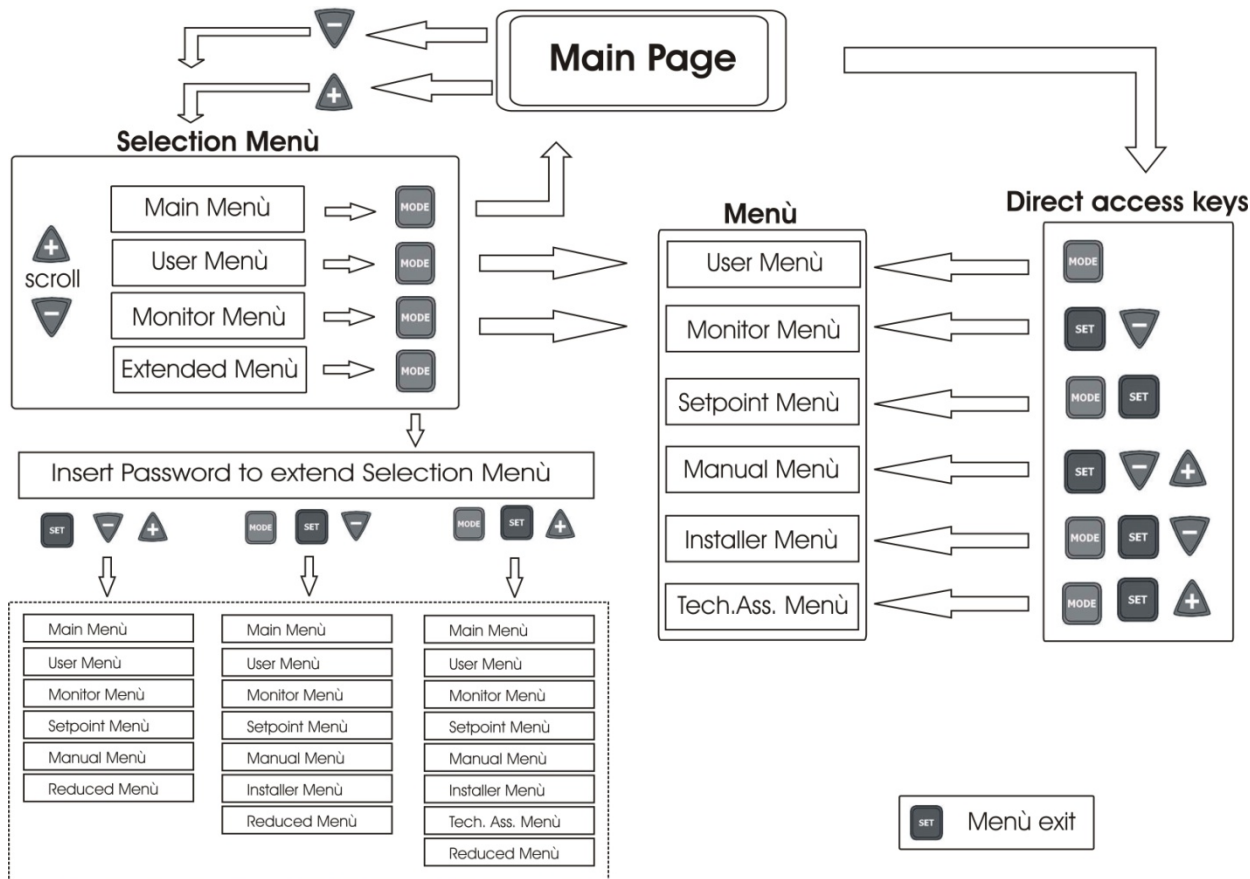 Main Page
−
+
Selection Menù
+
scroll
−
Main Menù
MODE
User Menù
MODE
Monitor Menù
MODE
Extended Menù
MODE
Insert Password to extend Selection Menù
SET − +
MODE SET −
MODE SET +
Main Menù
User Menù
Monitor Menù
Setpoint Menù
Manual Menù
Reduced Menù
Main Menù
User Menù
Monitor Menù
Setpoint Menù
Manual Menù
Installer Menù
Reduced Menù
Main Menù
User Menù
Monitor Menù
Setpoint Menù
Manual Menù
Installer Menù
Tech. Ass. Menù
Reduced Menù
Menù
User Menù
Monitor Menù
Setpoint Menù
Manual Menù
Installer Menù
Tech.Ass. Menù
Direct access keys
MODE
SET −
MODE SET
SET − +
MODE SET −
MODE SET +
SET Menù exit